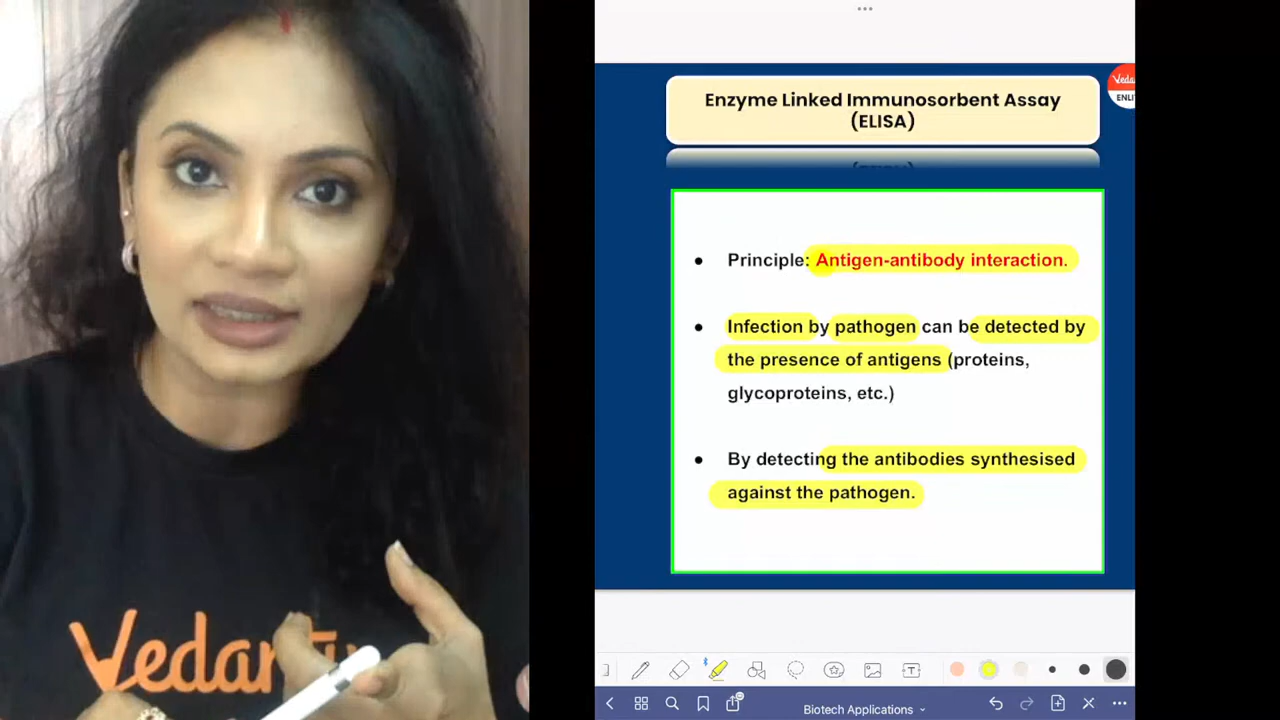 Enzyme Linked Immunosorbent Assay
(ELISA)
Principle: Antigen-antibody interaction.
Infection by pathogen can be detected by
the presence of antigens (proteins,
glycoproteins, etc.)
By detecting the antibodies synthesised
against the pathogen.
Biotech Applications